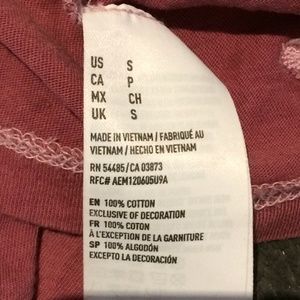 US S
CA P
MX CH
UK S
MADE IN VIETNAM / FABRIQUÉ AU
VIETNAM / HECHO EN VIETNAM
RN 54485/CA 03873
RFC# AEM120605U9A
EN 100% COTTON
EXCLUSIVE OF DECORATION
FR 100% COTON
À L'EXCEPTION DE LA GARNITURE
SP 100% ALGODÓN
EXCEPTO LA DECORACIÓN